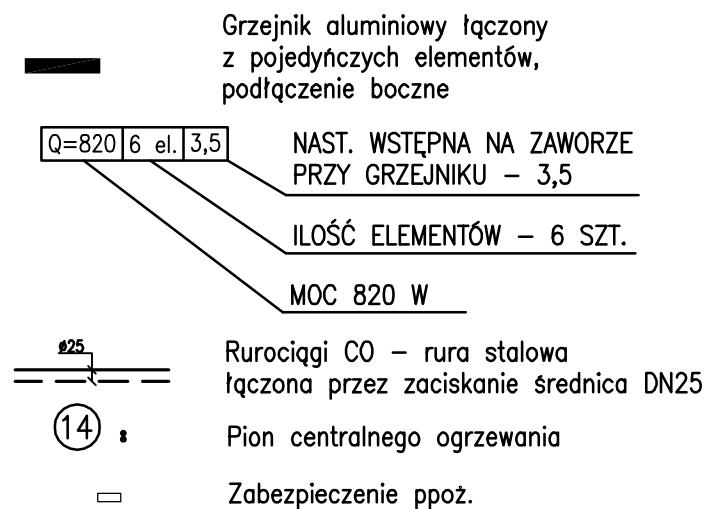 Grzejnik aluminiowy łączony
z pojedyńczych elementów,
podłączenie boczne
Q=820 6 el. 3,5
NAST. WSTĘPNA NA ZAWORZE
PRZY GRZEJNIKU – 3,5
ILOŚĆ ELEMENTÓW – 6 SZT.
MOC 820 W
ø25
Rurociągi CO – rura stalowa
łączona przez zaciskanie średnica DN25
14
Pion centralnego ogrzewania
Zabezpieczenie ppoż.